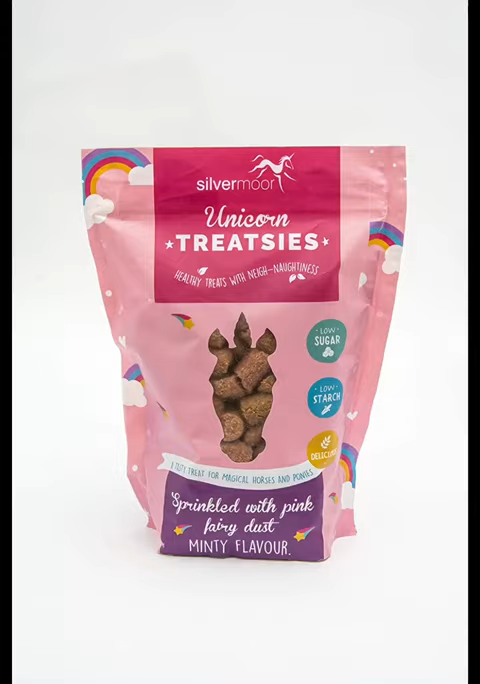 silvermoor
Unicorn
TREATSIES
HEALTHY TREATS WITH NEIGH-NAUGHTINESS
· LOW ·
SUGAR
· LOW ·
STARCH
DELICIOUS
A TASTY TREAT FOR MAGICAL HORSES AND PONIES
Sprinkled with pink
fairy dust
MINTY FLAVOUR.